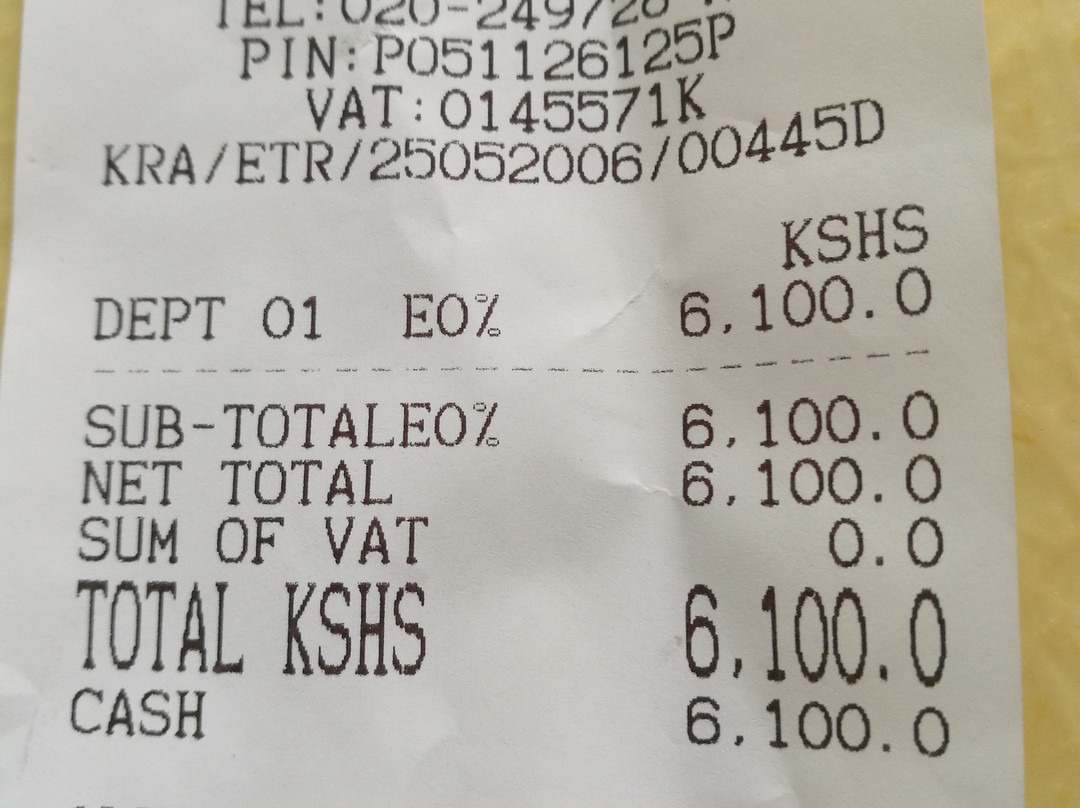 PIN:P051126125P
VAT:0145571K
KRA/ETR/25052006/00445D
KSHS
DEPT 01 E0% 6,100.0
SUB-TOTALE0% 6,100.0
NET TOTAL 6,100.0
SUM OF VAT 0.0
TOTAL KSHS 6,100.0
CASH 6,100.0